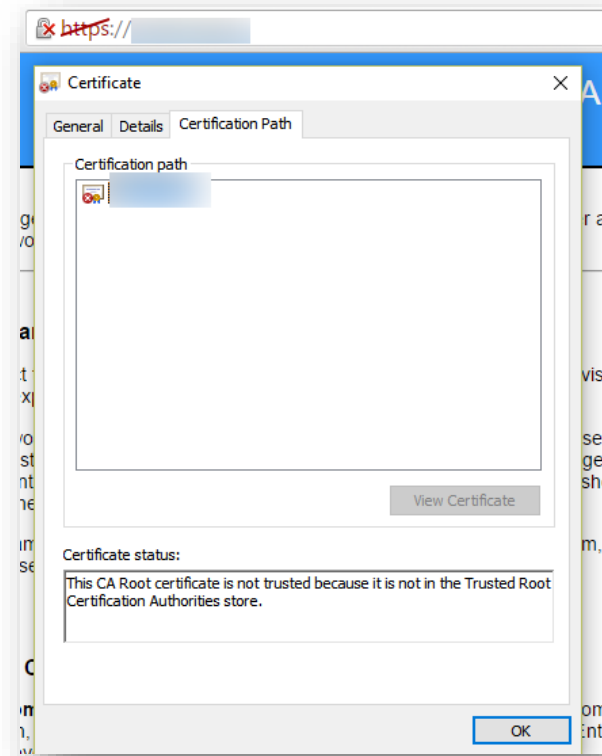 https://
A
Certificate
General Details Certification Path
Certification path
View Certificate
Certificate status:
This CA Root certificate is not trusted because it is not in the Trusted Root
Certification Authorities store.
OK